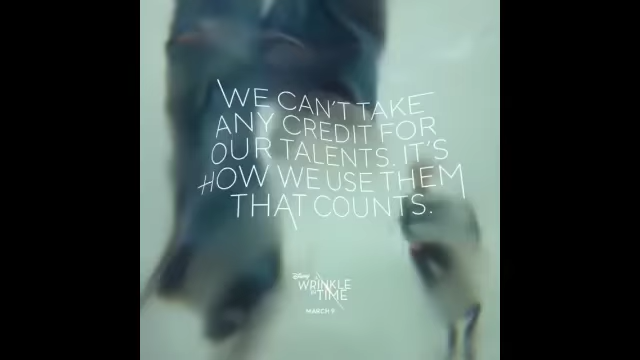 WE CAN'T TAKE
ANY CREDIT FOR
OUR TALENTS. IT'S
HOW WE USE THEM
THAT COUNTS.
Disney
A WRINKLE
IN TIME
MARCH 9